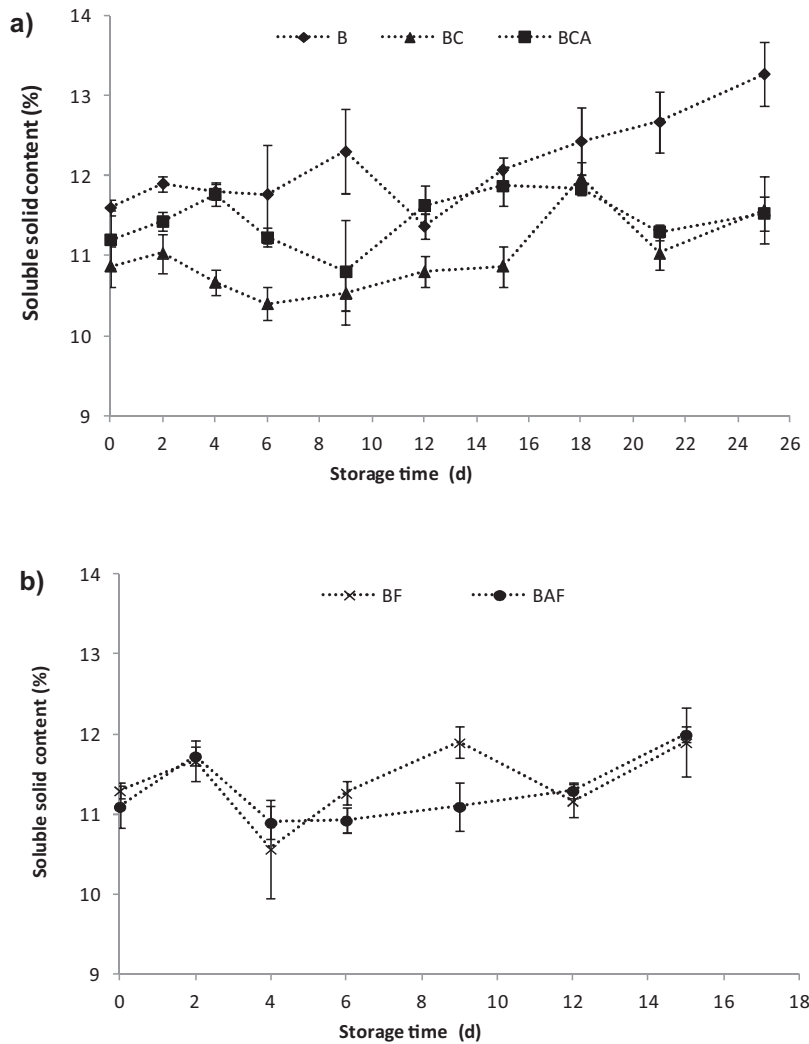 a)
B BC BCA
14
13
12
11
10
9
Soluble solid content (%)
0 2 4 6 8 10 12 14 16 18 20 22 24 26
Storage time (d)
b)
BF BAF
14
13
12
11
10
9
Soluble solid content (%)
0 2 4 6 8 10 12 14 16 18
Storage time (d)